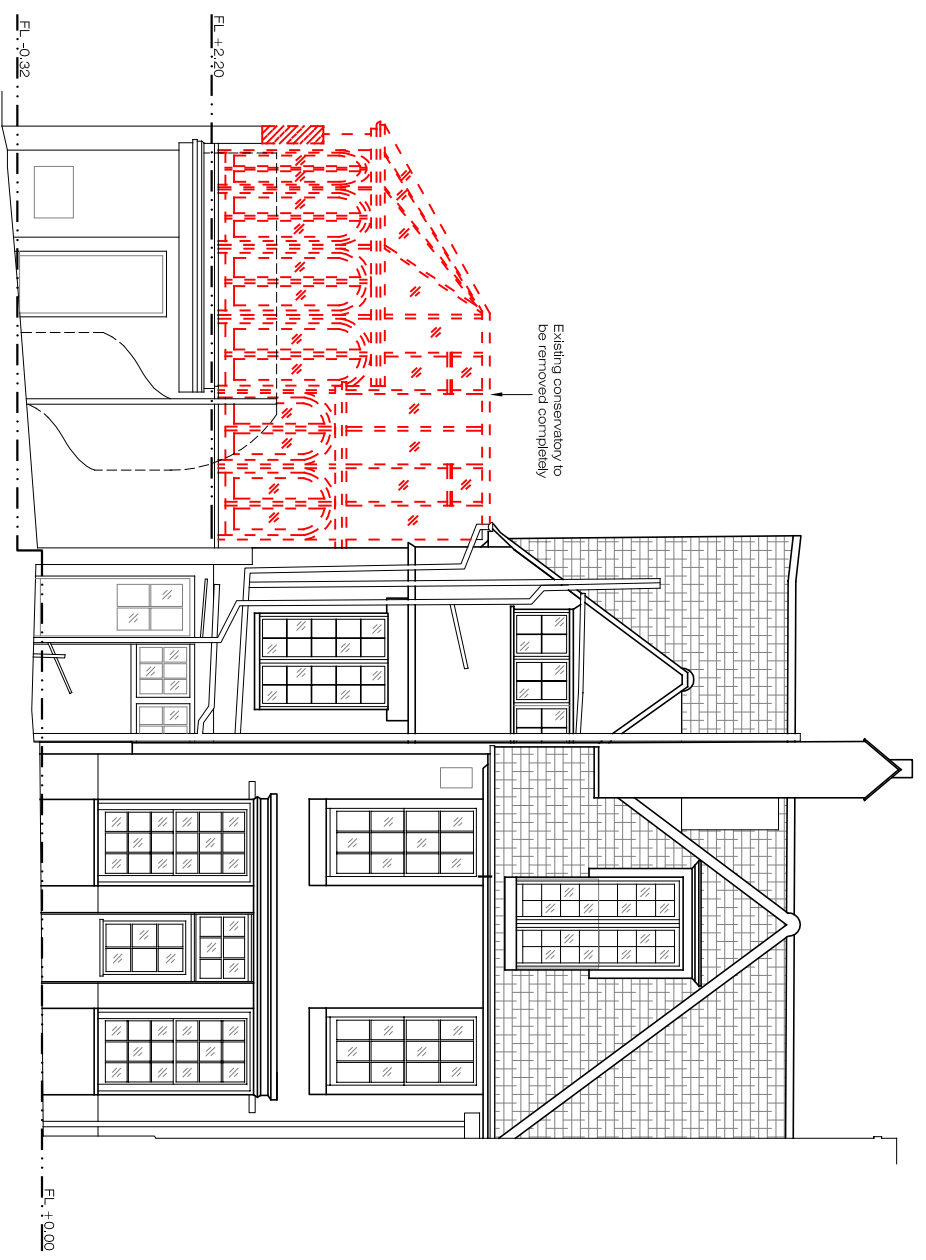 FL -0.32
FL +2.20
Existing conservatory to
be removed completely
FL +0.00